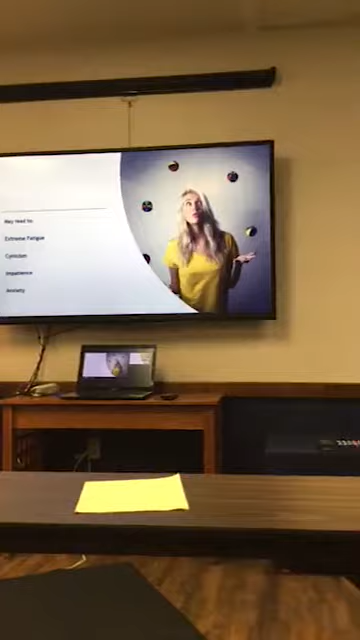 May lead to:
Extreme Fatigue
Cynicism
Impatience
Anxiety